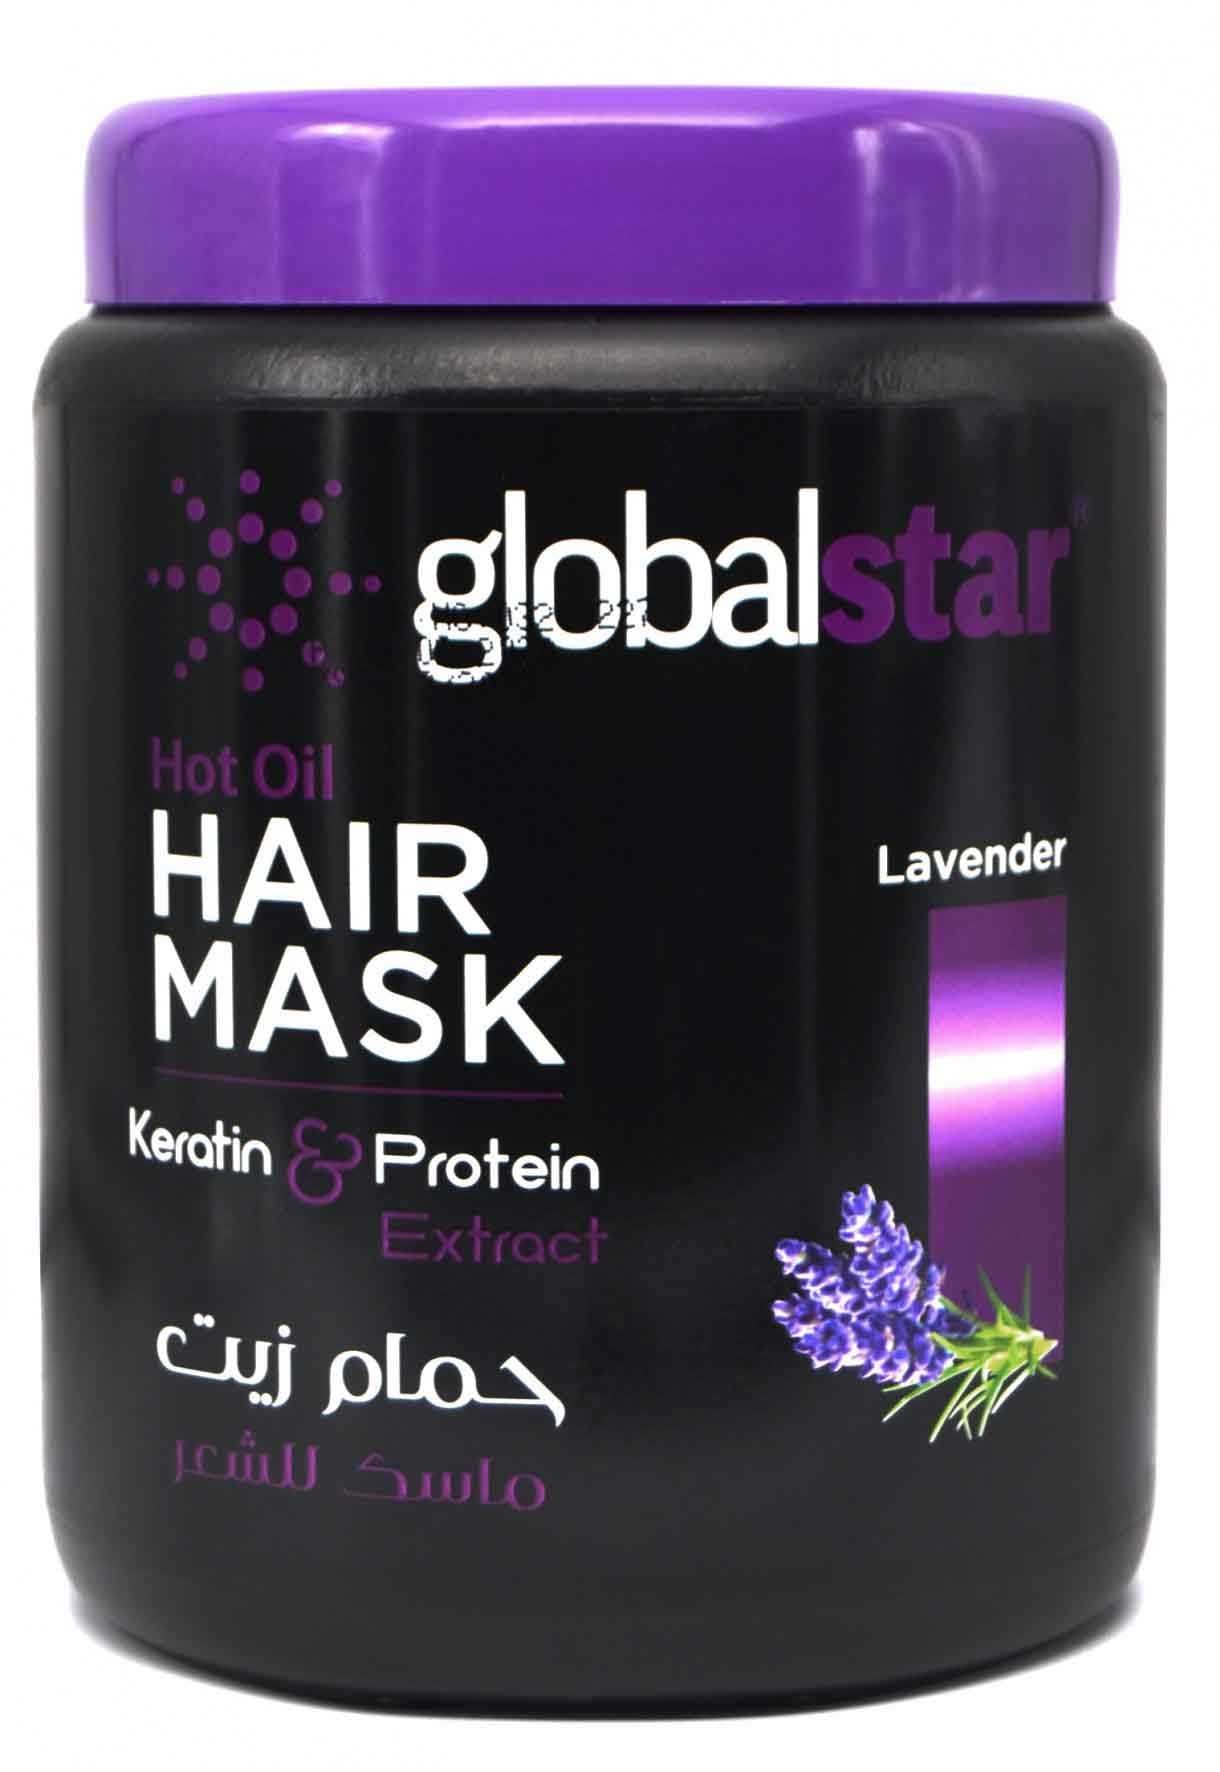 globalstar®
Hot Oil
HAIR
MASK
Lavender
Keratin & Protein
Extract
حمام زيت
ماسك للشعر